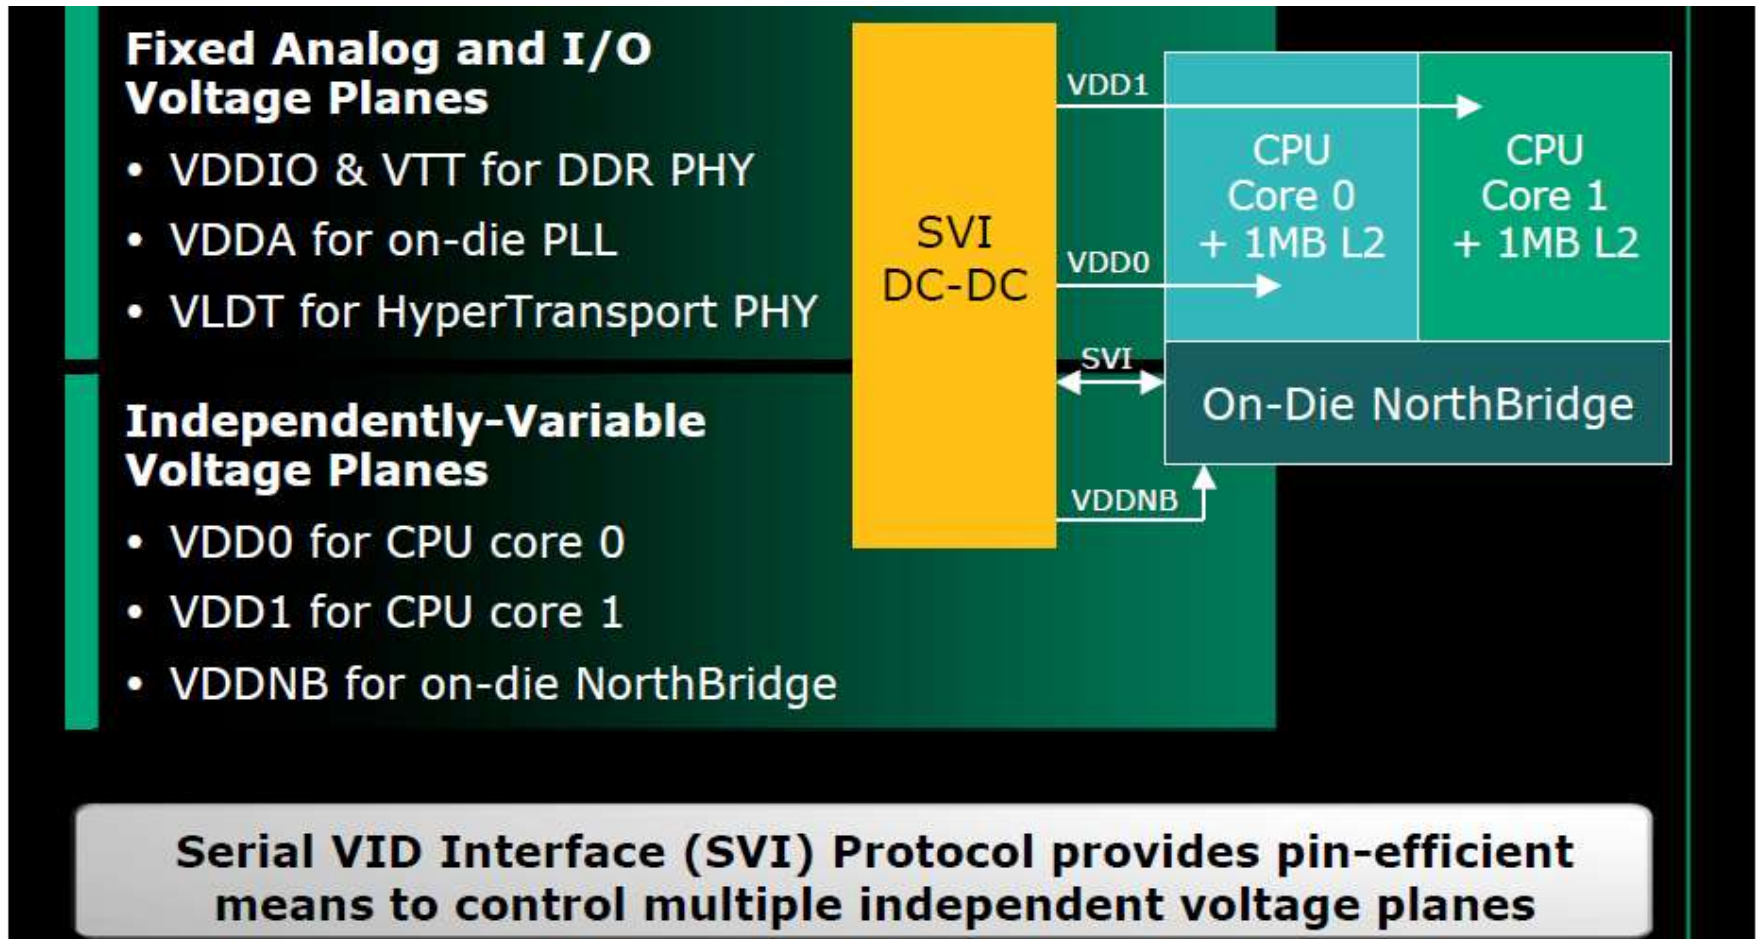 Fixed Analog and I/O
Voltage Planes
• VDDIO & VTT for DDR PHY
• VDDA for on-die PLL
• VLDT for HyperTransport PHY
Independently-Variable
Voltage Planes
• VDD0 for CPU core 0
• VDD1 for CPU core 1
• VDDNB for on-die NorthBridge
SVI
DC-DC
VDD1
VDD0
SVI
VDDNB
CPU
Core 0
+ 1MB L2
CPU
Core 1
+ 1MB L2
On-Die NorthBridge
Serial VID Interface (SVI) Protocol provides pin-efficient
means to control multiple independent voltage planes